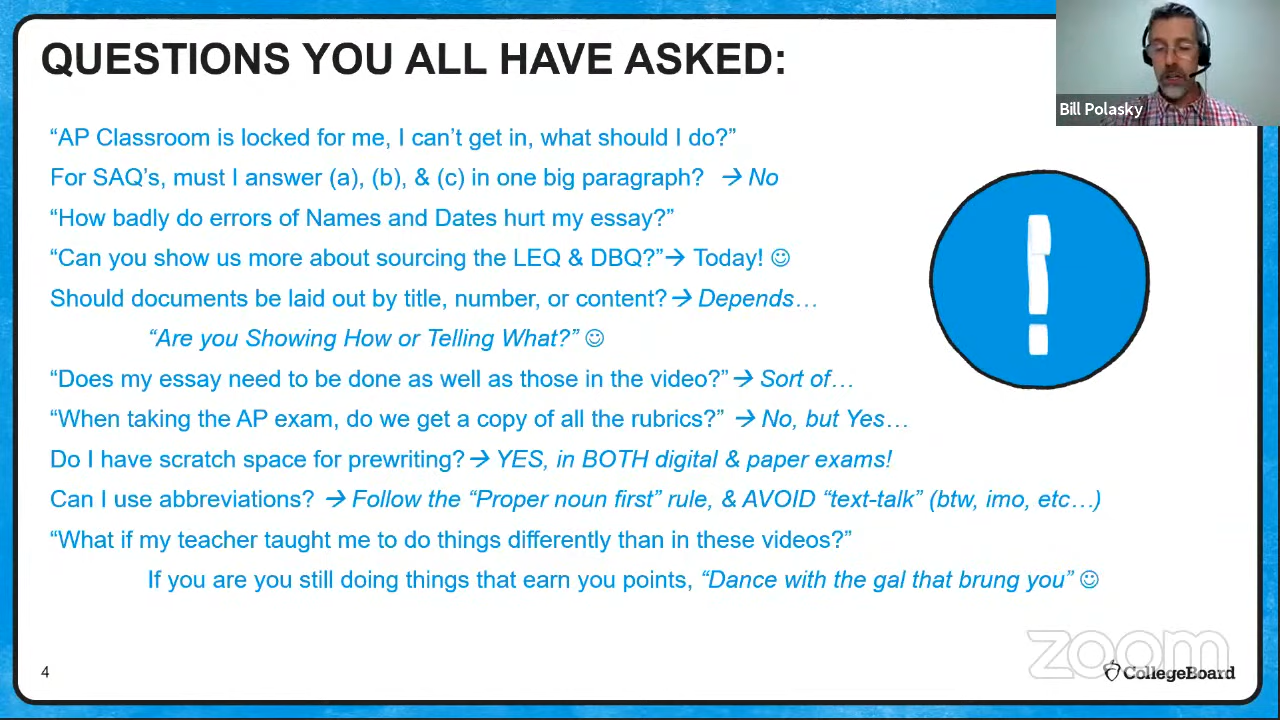 QUESTIONS YOU ALL HAVE ASKED:
Bill Polasky
“AP Classroom is locked for me, I can’t get in, what should I do?”
For SAQ’s, must I answer (a), (b), & (c) in one big paragraph? → No
“How badly do errors of Names and Dates hurt my essay?”
“Can you show us more about sourcing the LEQ & DBQ?”→ Today! ☺
Should documents be laid out by title, number, or content? → Depends…
“Are you Showing How or Telling What?” ☺
“Does my essay need to be done as well as those in the video?” → Sort of…
“When taking the AP exam, do we get a copy of all the rubrics?” → No, but Yes…
Do I have scratch space for prewriting? → YES, in BOTH digital & paper exams!
Can I use abbreviations? → Follow the “Proper noun first” rule, & AVOID “text-talk” (btw, imo, etc…)
“What if my teacher taught me to do things differently than in these videos?”
If you are you still doing things that earn you points, “Dance with the gal that brung you” ☺
zoom
4
CollegeBoard